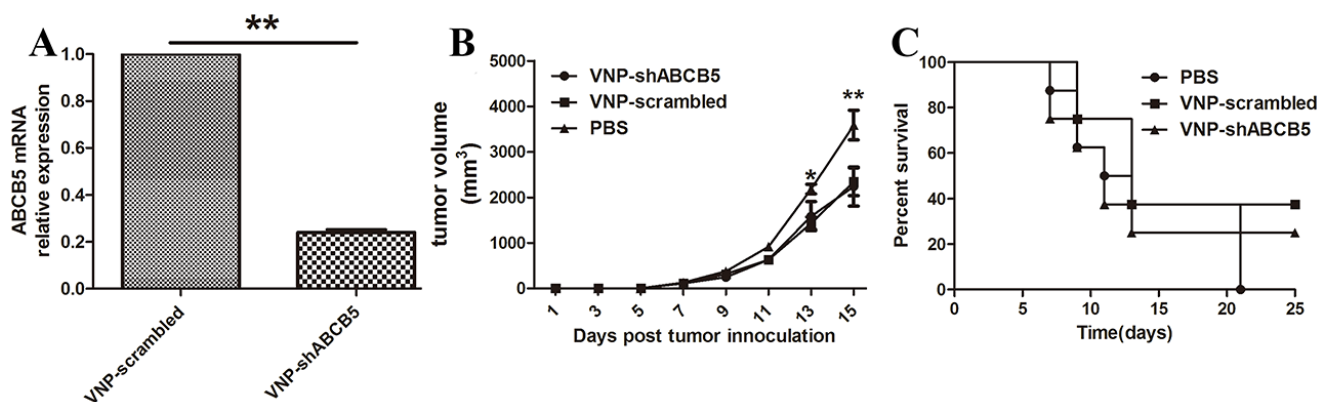 A
**
ABCB5 mRNA
relative expression
1.0
0.8
0.6
0.4
0.2
0.0
VNP-scrambled
VNP-shABCB5
B
tumor volume
(mm3)
5000
4000
3000
2000
1000
0
VNP-shABCB5
VNP-scrambled
PBS
*
**
1
3
5
7
9
11
13
15
Days post tumor innoculation
C
Percent survival
100
80
60
40
20
0
PBS
VNP-scrambled
VNP-shABCB5
0
5
10
15
20
25
Time(days)